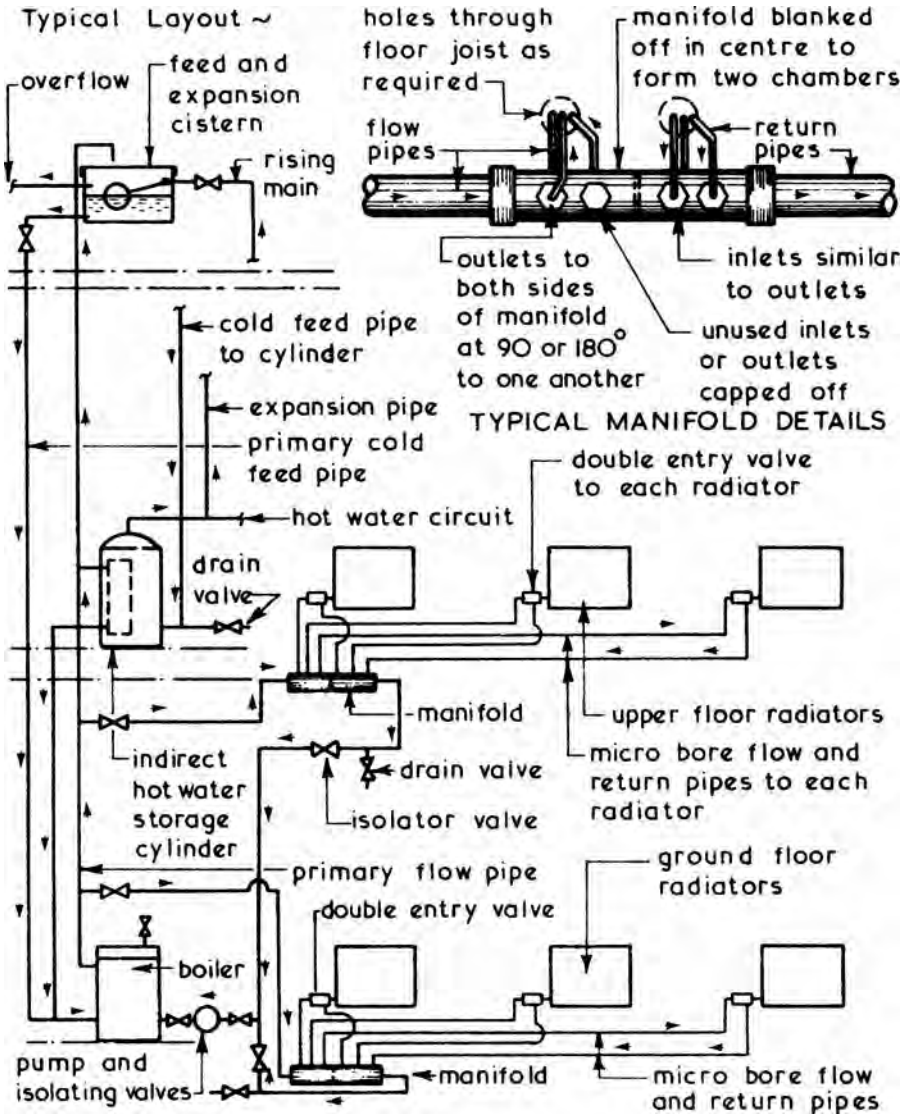 Typical Layout ~
overflow
feed and
expansion
cistern
rising
main
holes through
floor joist as
required
flow
pipes
manifold blanked
off in centre to
form two chambers
return
pipes
outlets to
both sides
of manifold
at 90 or 180°
to one another
inlets similar
to outlets
unused inlets
or outlets
capped off
TYPICAL MANIFOLD DETAILS
cold feed pipe
to cylinder
expansion pipe
primary cold
feed pipe
hot water circuit
double entry valve
to each radiator
drain
valve
manifold
upper floor radiators
indirect
hot water
storage
cylinder
drain valve
isolator valve
micro bore flow and
return pipes to each
radiator
primary flow pipe
ground floor
radiators
double entry valve
boiler
pump and
isolating valves
manifold
micro bore flow
and return pipes